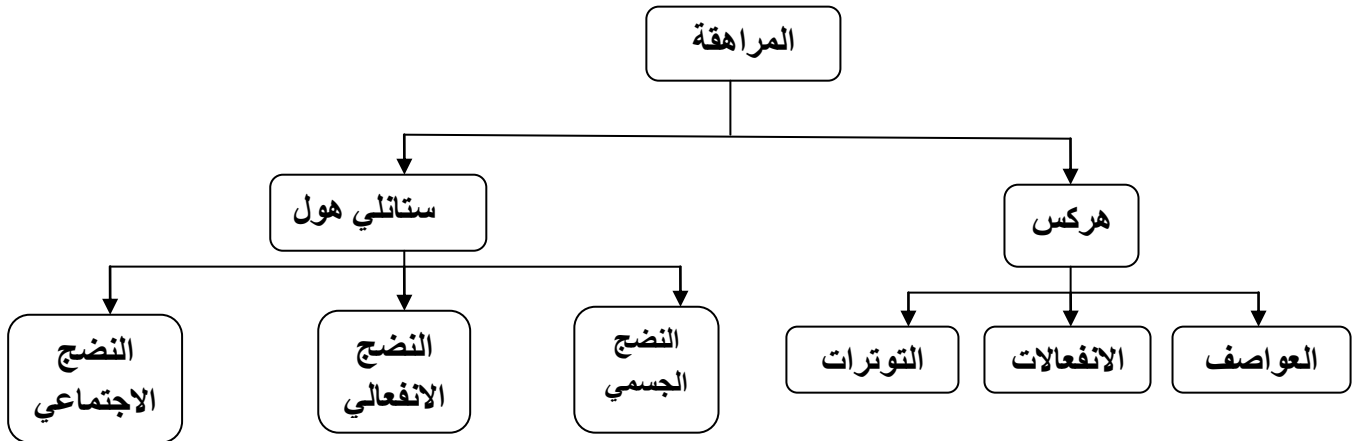 المراهقة
هركس
ستانلي هول
العواصف
الانفعالات
التوترات
النضج
الجسمي
النضج
الانفعالي
النضج
الاجتماعي